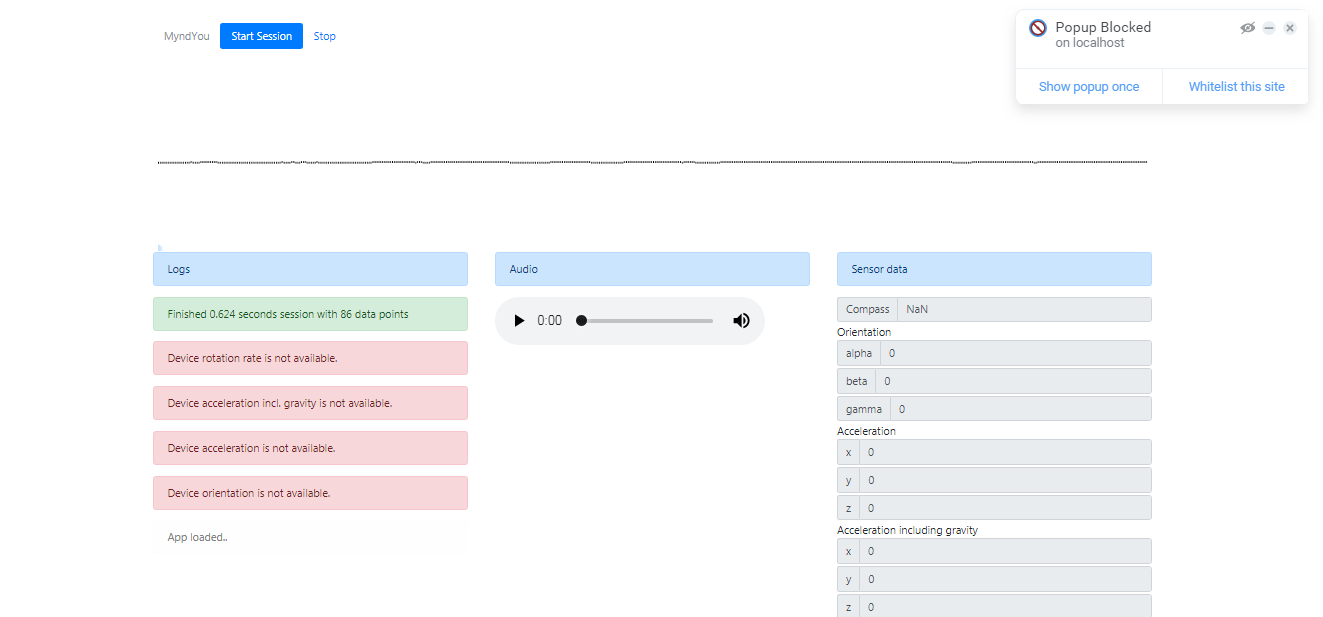 MyndYou Start Session Stop
Popup Blocked
on localhost
Show popup once Whitelist this site
Logs
Finished 0.624 seconds session with 86 data points
Device rotation rate is not available.
Device acceleration incl. gravity is not available.
Device acceleration is not available.
Device orientation is not available.
App loaded..
Audio
0:00
Sensor data
Compass NaN
Orientation
alpha 0
beta 0
gamma 0
Acceleration
x 0
y 0
z 0
Acceleration including gravity
x 0
y 0
z 0